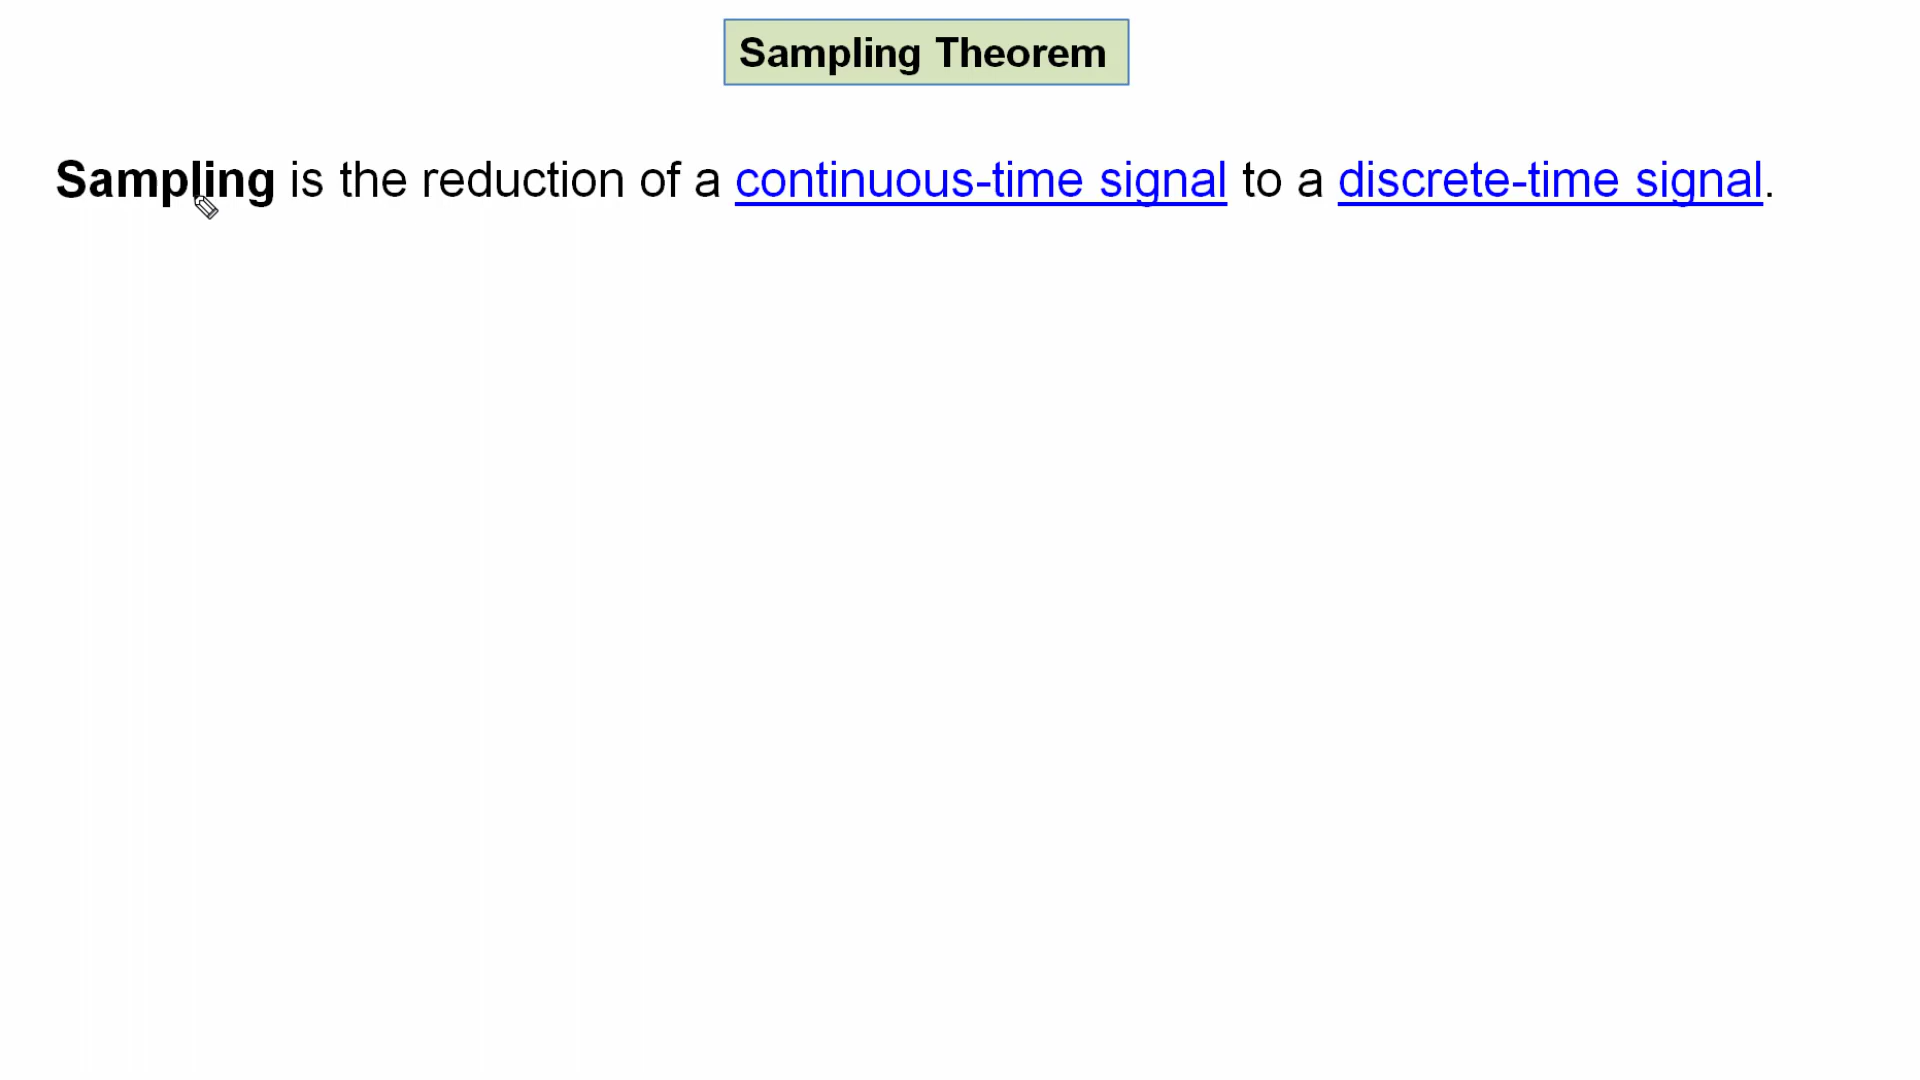 Sampling Theorem
Sampling is the reduction of a continuous-time signal to a discrete-time signal.